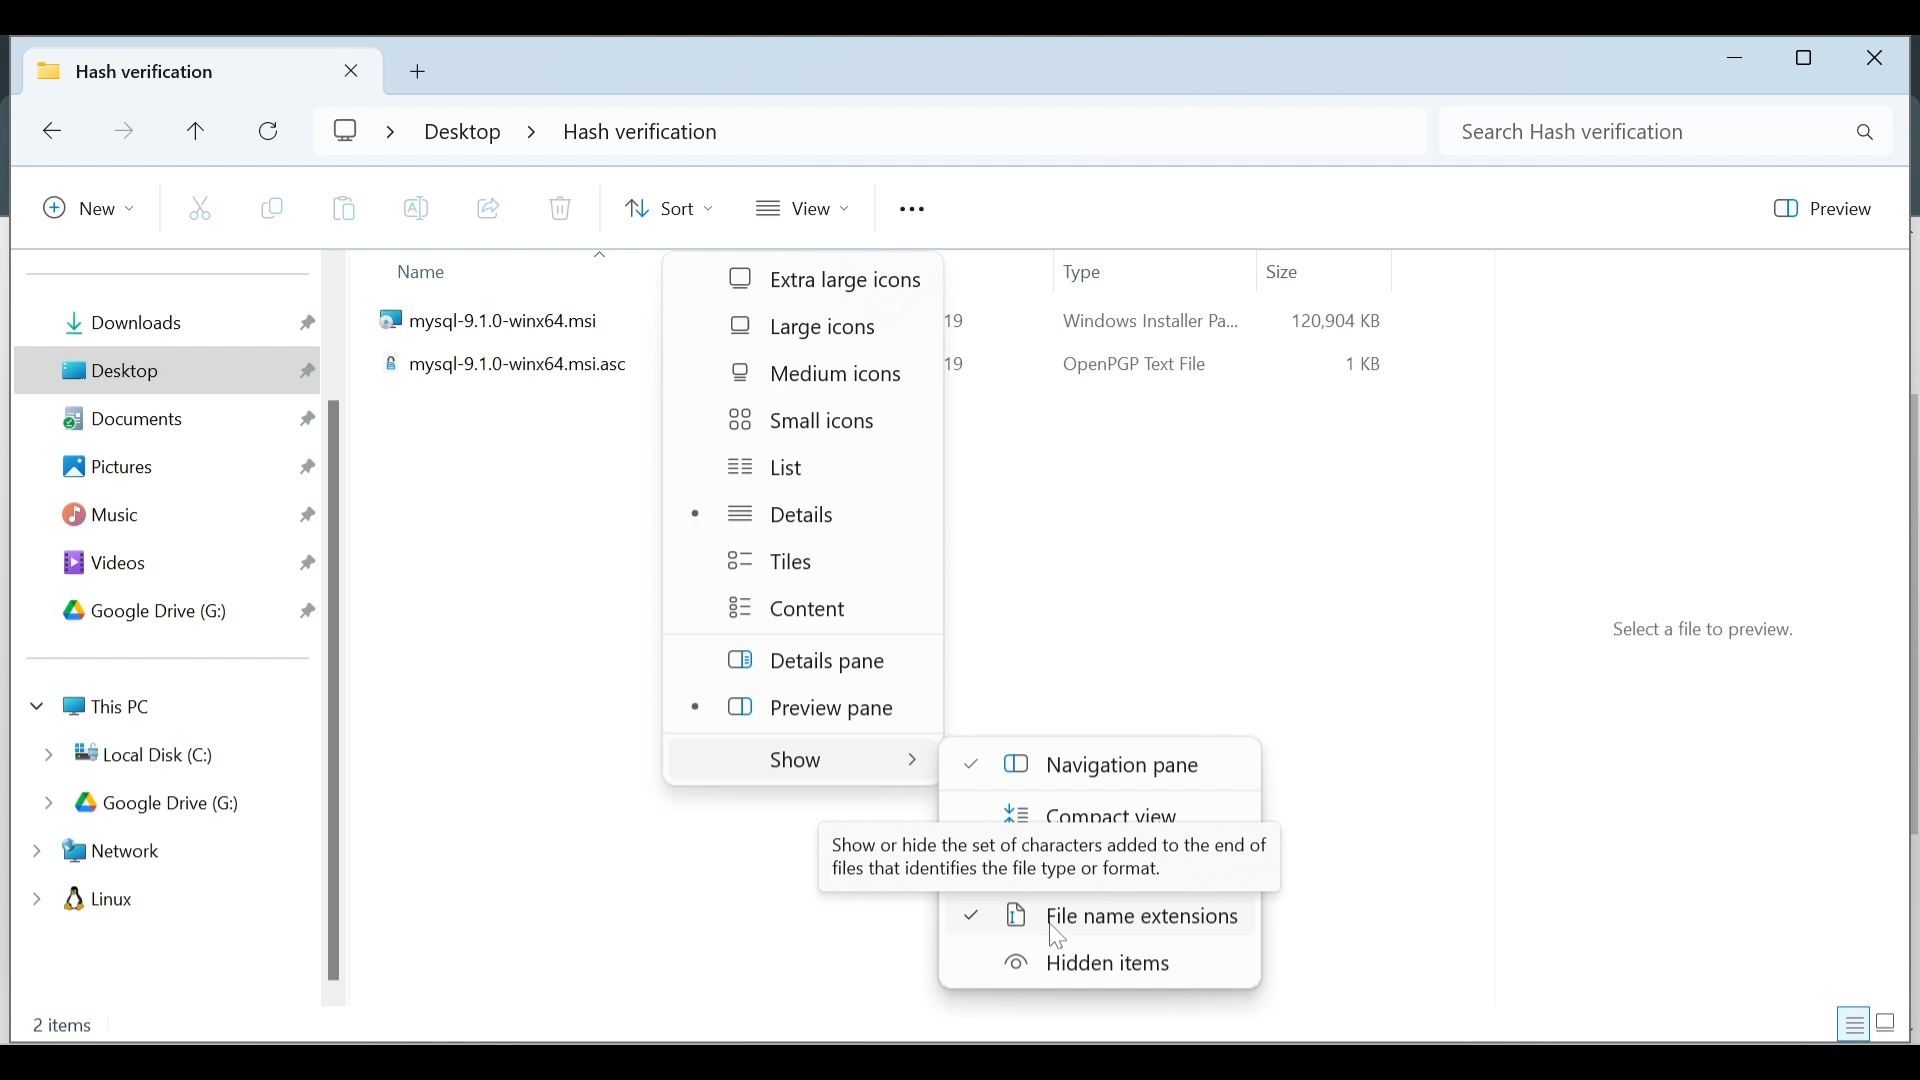 Hash verification
Desktop > Hash verification
Search Hash verification
New
Sort
View
Preview
Name
Type
Size
mysql-9.1.0-winx64.msi
19
Windows Installer Pa...
120,904 KB
mysql-9.1.0-winx64.msi.asc
19
OpenPGP Text File
1 KB
Downloads
Desktop
Documents
Pictures
Music
Videos
Google Drive (G:)
This PC
Local Disk (C:)
Google Drive (G:)
Network
Linux
Extra large icons
Large icons
Medium icons
Small icons
List
Details
Tiles
Content
Details pane
Preview pane
Show
Navigation pane
Compact view
Show or hide the set of characters added to the end of
files that identifies the file type or format.
File name extensions
Hidden items
Select a file to preview.
2 items